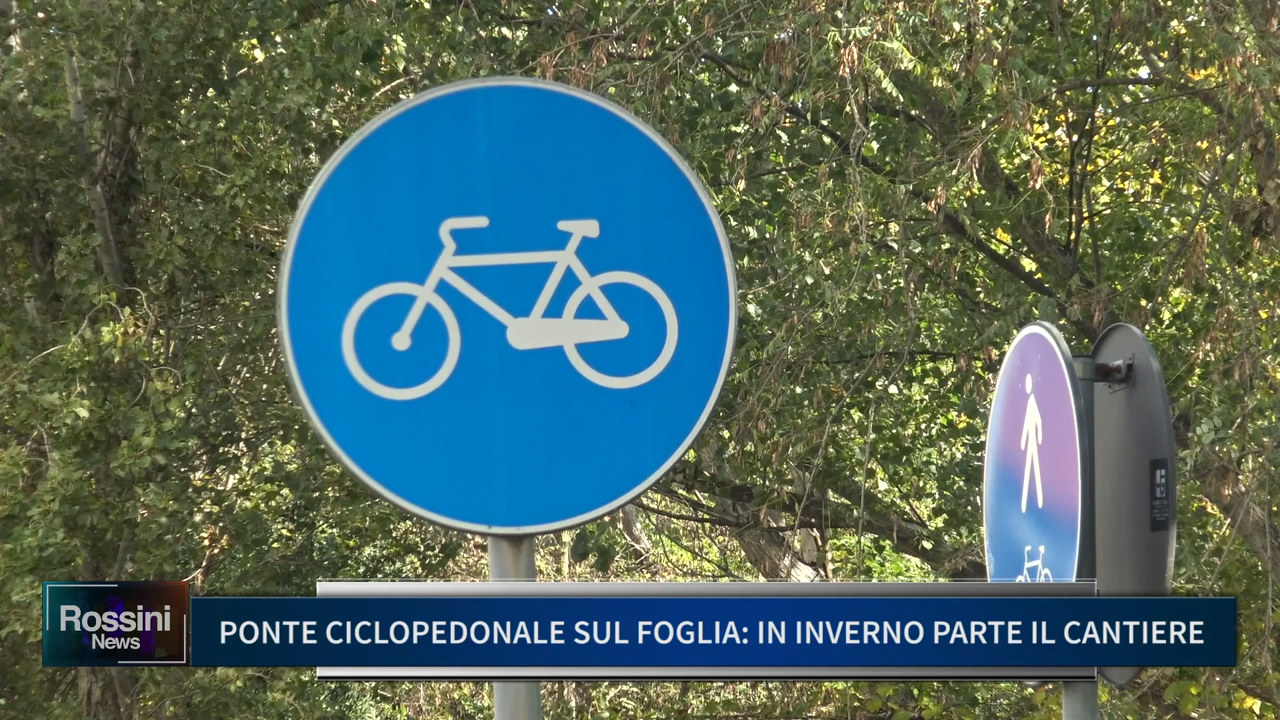 Rossini
News
PONTE CICLOPEDONALE SUL FOGLIA: IN INVERNO PARTE IL CANTIERE